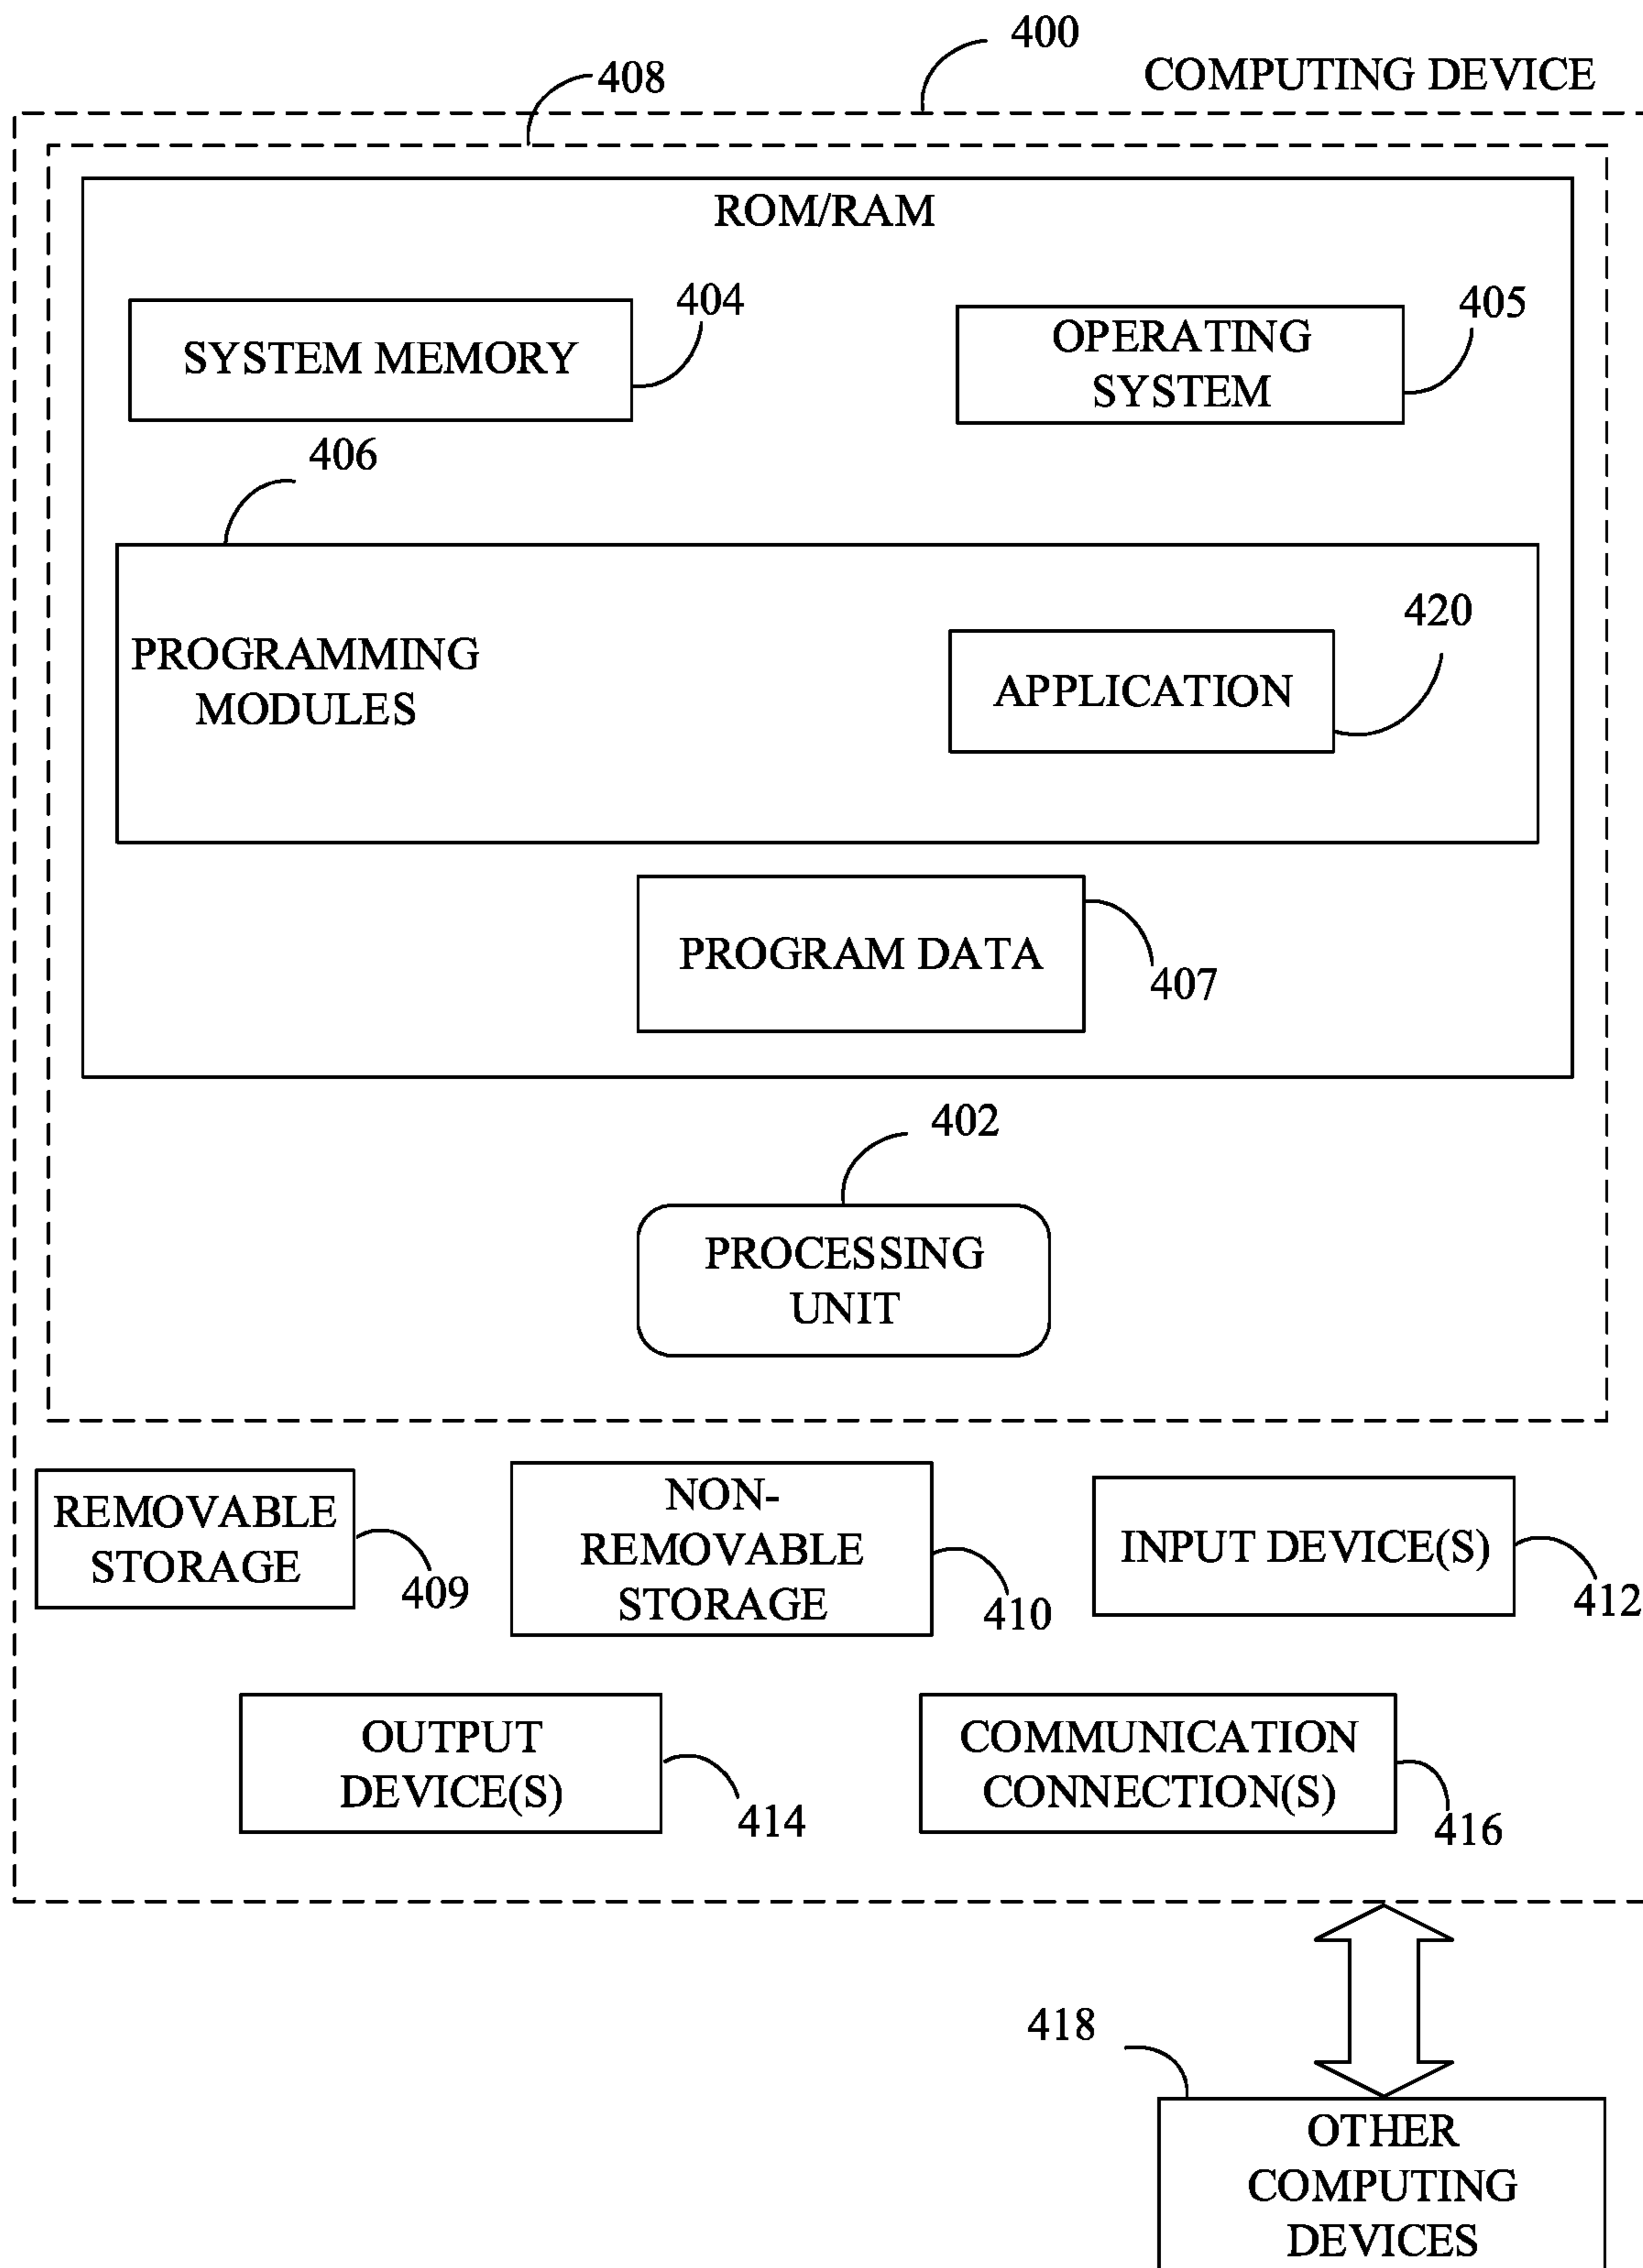 400
408
COMPUTING DEVICE
ROM/RAM
404
405
SYSTEM MEMORY
OPERATING
SYSTEM
406
420
PROGRAMMING
MODULES
APPLICATION
PROGRAM DATA
407
402
PROCESSING
UNIT
REMOVABLE
STORAGE
409
NON-
REMOVABLE
STORAGE
410
INPUT DEVICE(S)
412
OUTPUT
DEVICE(S)
414
COMMUNICATION
CONNECTION(S)
416
418
OTHER
COMPUTING
DEVICES